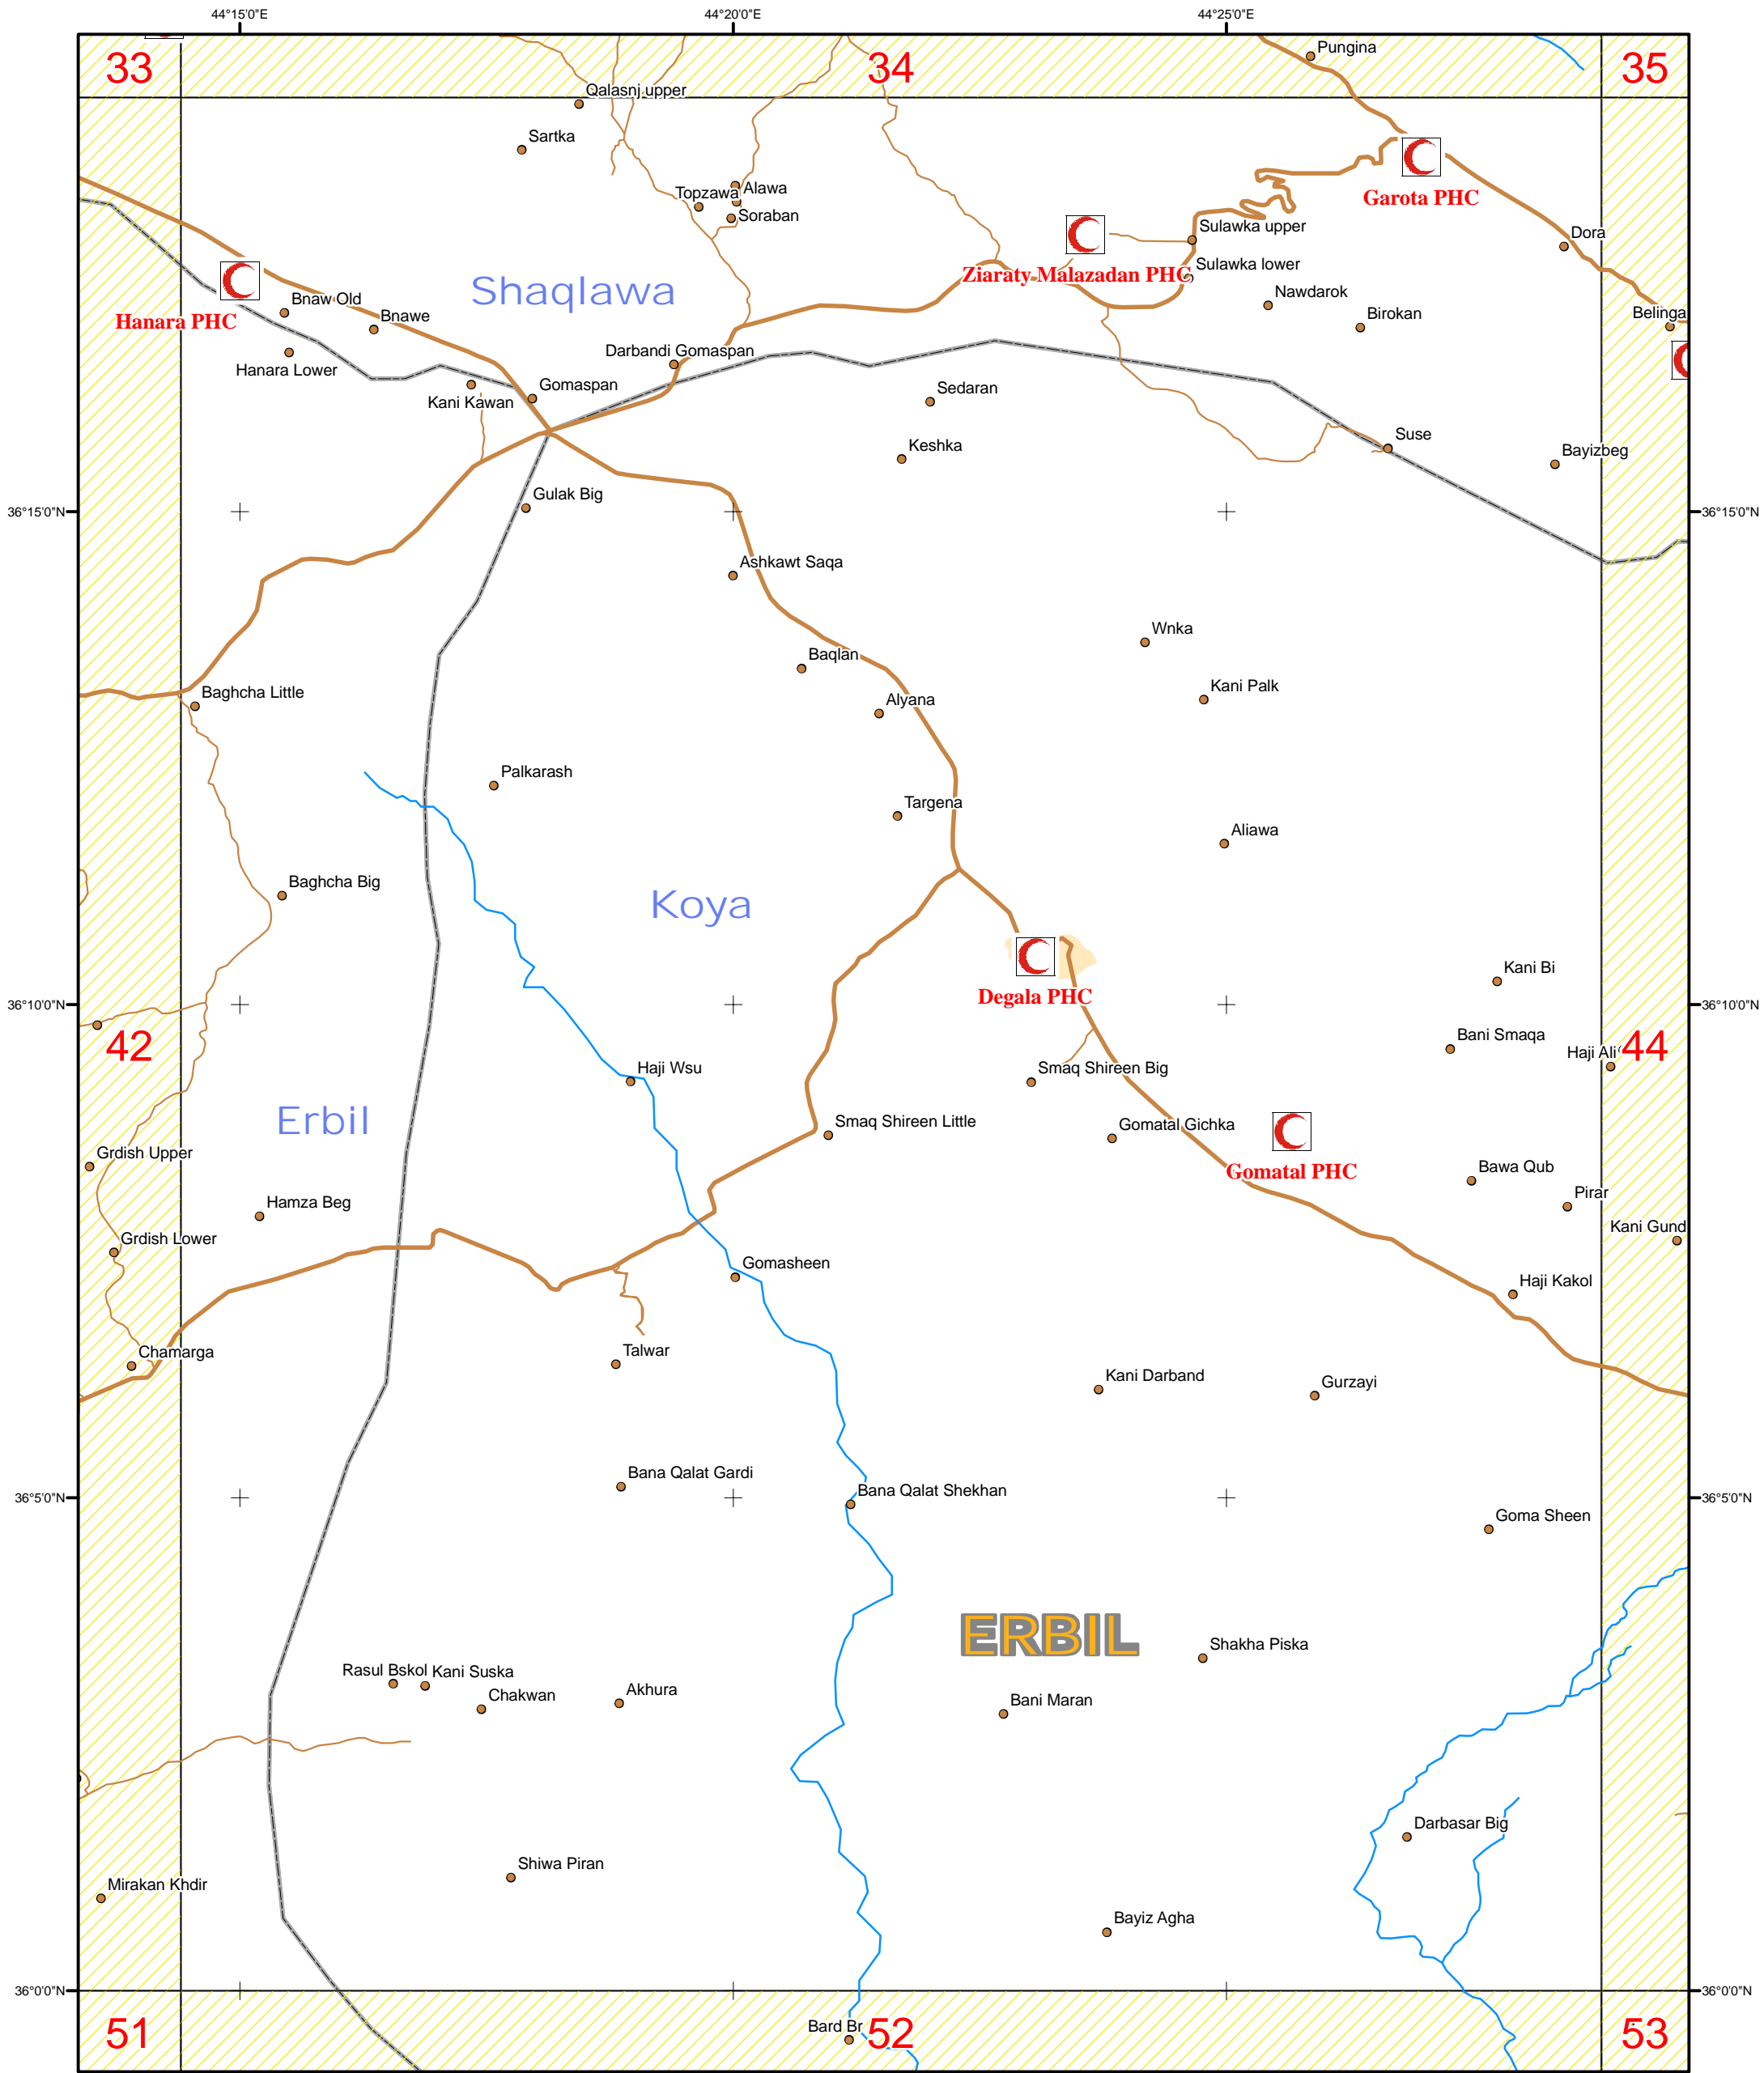 44°15'0"E
44°20'0"E
44°25'0"E
33
34
35
Pungina
Qalasnj upper
Sartka
Topzawa
Alawa
Soraban
Garota PHC
Sulawka upper
Dora
Ziaraty Malazadan PHC
Sulawka lower
Shaqlawa
Nawdarok
Bnaw Old
Bnawe
Hanara PHC
Birokan
Belinga
Darbandi Gomaspan
Hanara Lower
Kani Kawan
Gomaspan
Sedaran
Suse
Keshka
Bayizbeg
Gulak Big
36°15'0"N
36°15'0"N
Ashkawt Saqa
Wnka
Baqlan
Kani Palk
Baghcha Little
Alyana
Palkarash
Targena
Aliawa
Baghcha Big
Koya
Kani Bi
Degala PHC
36°10'0"N
36°10'0"N
Bani Smaqa
42
Haji Ali
44
Haji Wsu
Smaq Shireen Big
Erbil
Smaq Shireen Little
Gomatal Gichka
Grdish Upper
Gomatal PHC
Bawa Qub
Pirar
Hamza Beg
Kani Gund
Grdish Lower
Gomasheen
Haji Kakol
Chamarga
Talwar
Kani Darband
Gurzayi
Bana Qalat Gardi
Bana Qalat Shekhan
36°5'0"N
36°5'0"N
Goma Sheen
ERBIL
Shakha Piska
Rasul Bskol
Kani Suska
Chakwan
Akhura
Bani Maran
Darbasar Big
Shiwa Piran
Mirakan Khdir
Bayiz Agha
36°0'0"N
36°0'0"N
51
Bard Br
52
53